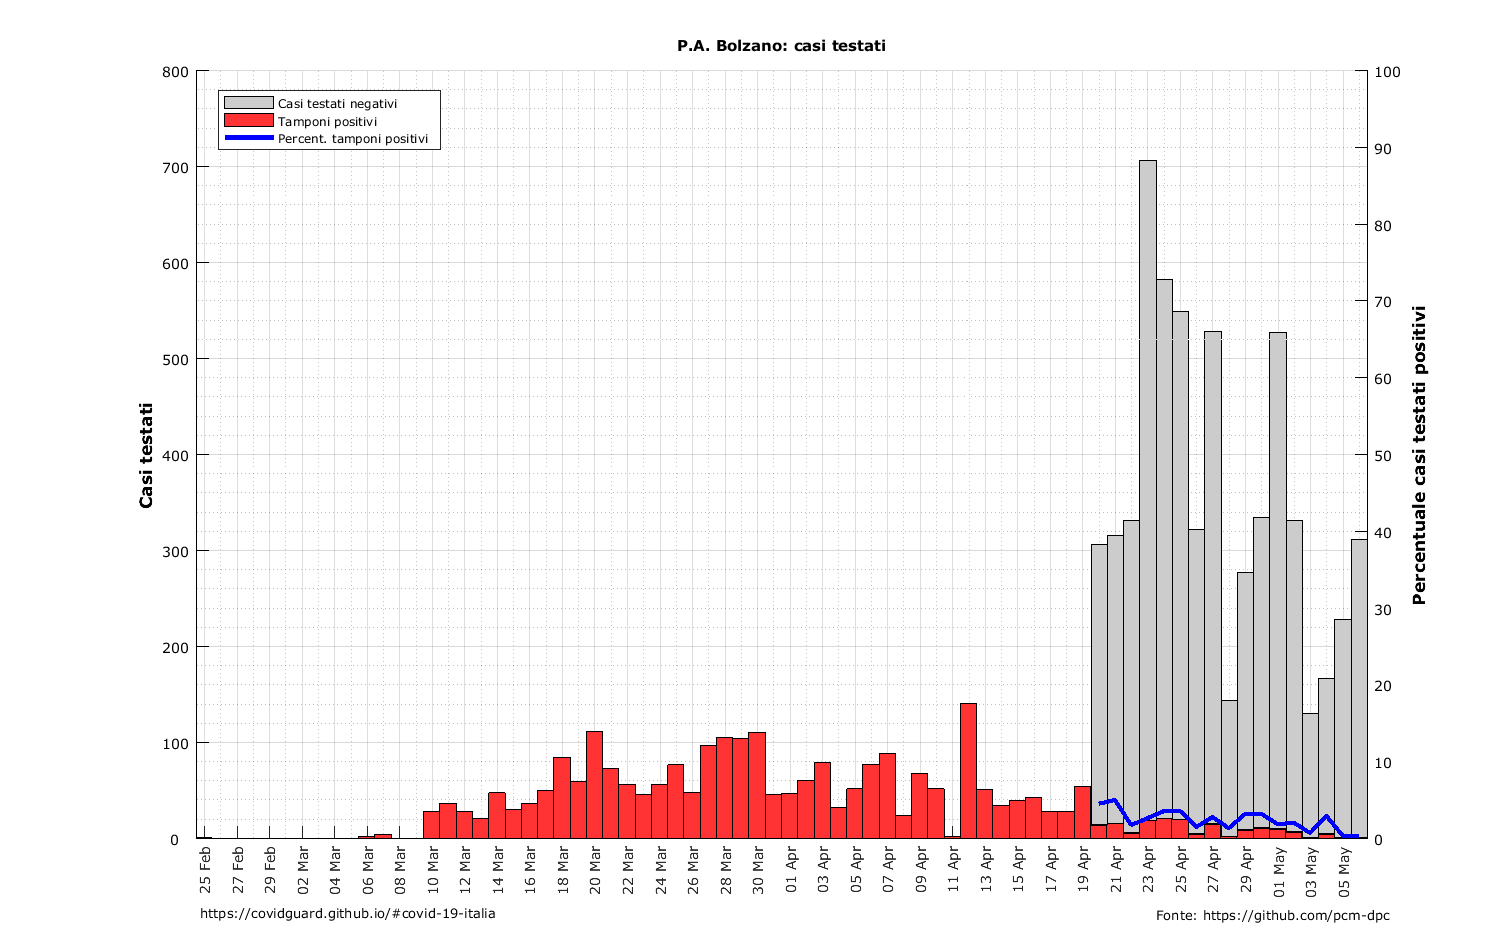 P.A. Bolzano: casi testati
Casi testati negativi
Tamponi positivi
Percent. tamponi positivi
Casi testati
800
700
600
500
400
300
200
100
0
100
90
80
70
60
50
40
30
20
10
0
Percentuale casi testati positivi
25 Feb
27 Feb
29 Feb
02 Mar
04 Mar
06 Mar
08 Mar
10 Mar
12 Mar
14 Mar
16 Mar
18 Mar
20 Mar
22 Mar
24 Mar
26 Mar
28 Mar
30 Mar
01 Apr
03 Apr
05 Apr
07 Apr
09 Apr
11 Apr
13 Apr
15 Apr
17 Apr
19 Apr
21 Apr
23 Apr
25 Apr
27 Apr
29 Apr
01 May
03 May
05 May
https://covidguard.github.io/#covid-19-italia
Fonte: https://github.com/pcm-dpc